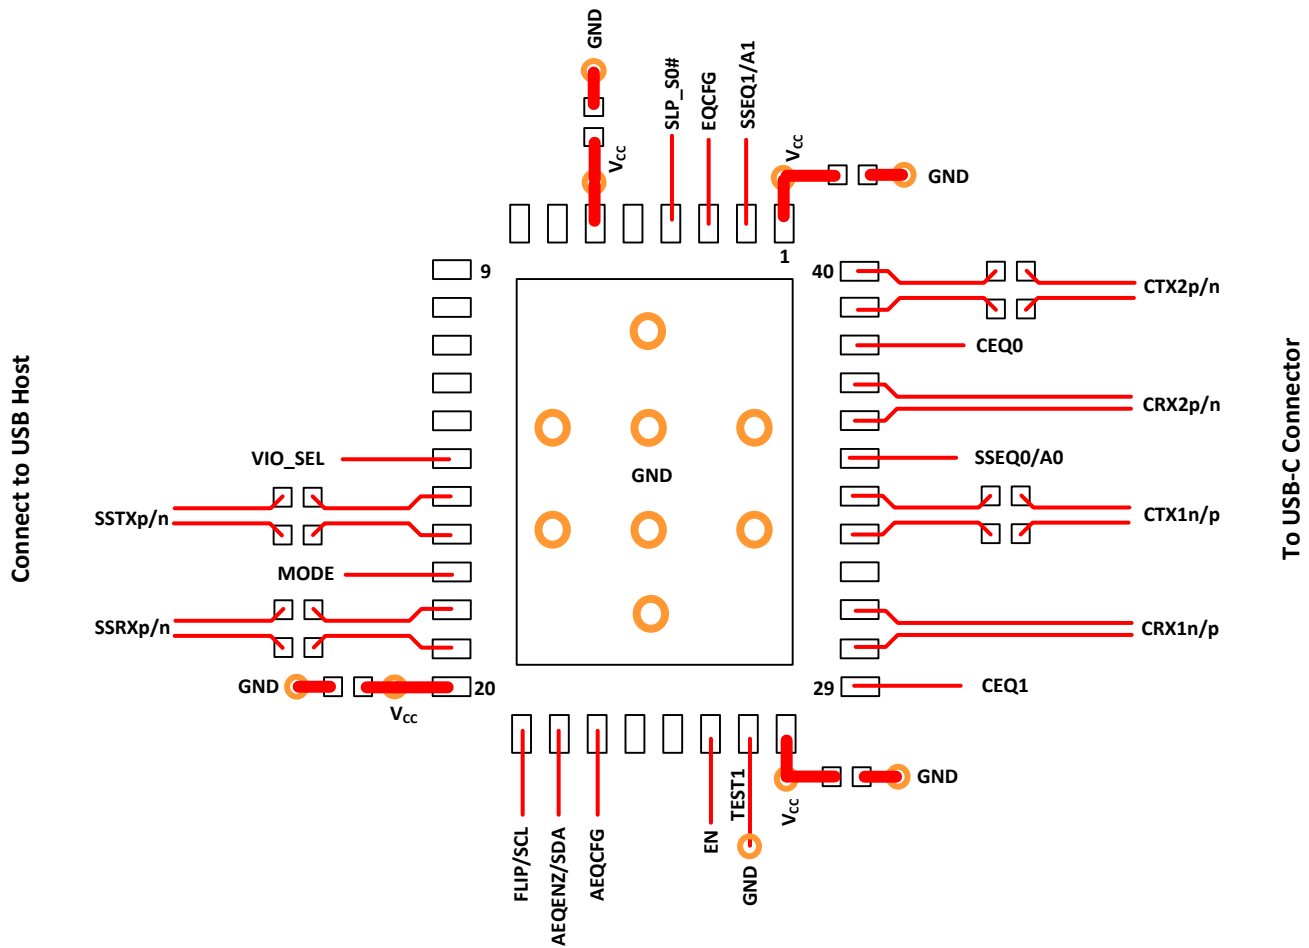 GND
SLP_S0#
EQCFG
SSEQ1/A1
VCC
VCC
GND
1
9
40
CTX2p/n
CEQ0
CRX2p/n
VIO_SEL
GND
SSEQ0/A0
SSTXp/n
CTX1n/p
MODE
SSRXp/n
CRX1n/p
GND
20
29
CEQ1
VCC
GND
VCC
TEST1
EN
GND
FLIP/SCL
AEQENZ/SDA
AEQCFG
Connect to USB Host
To USB-C Connector